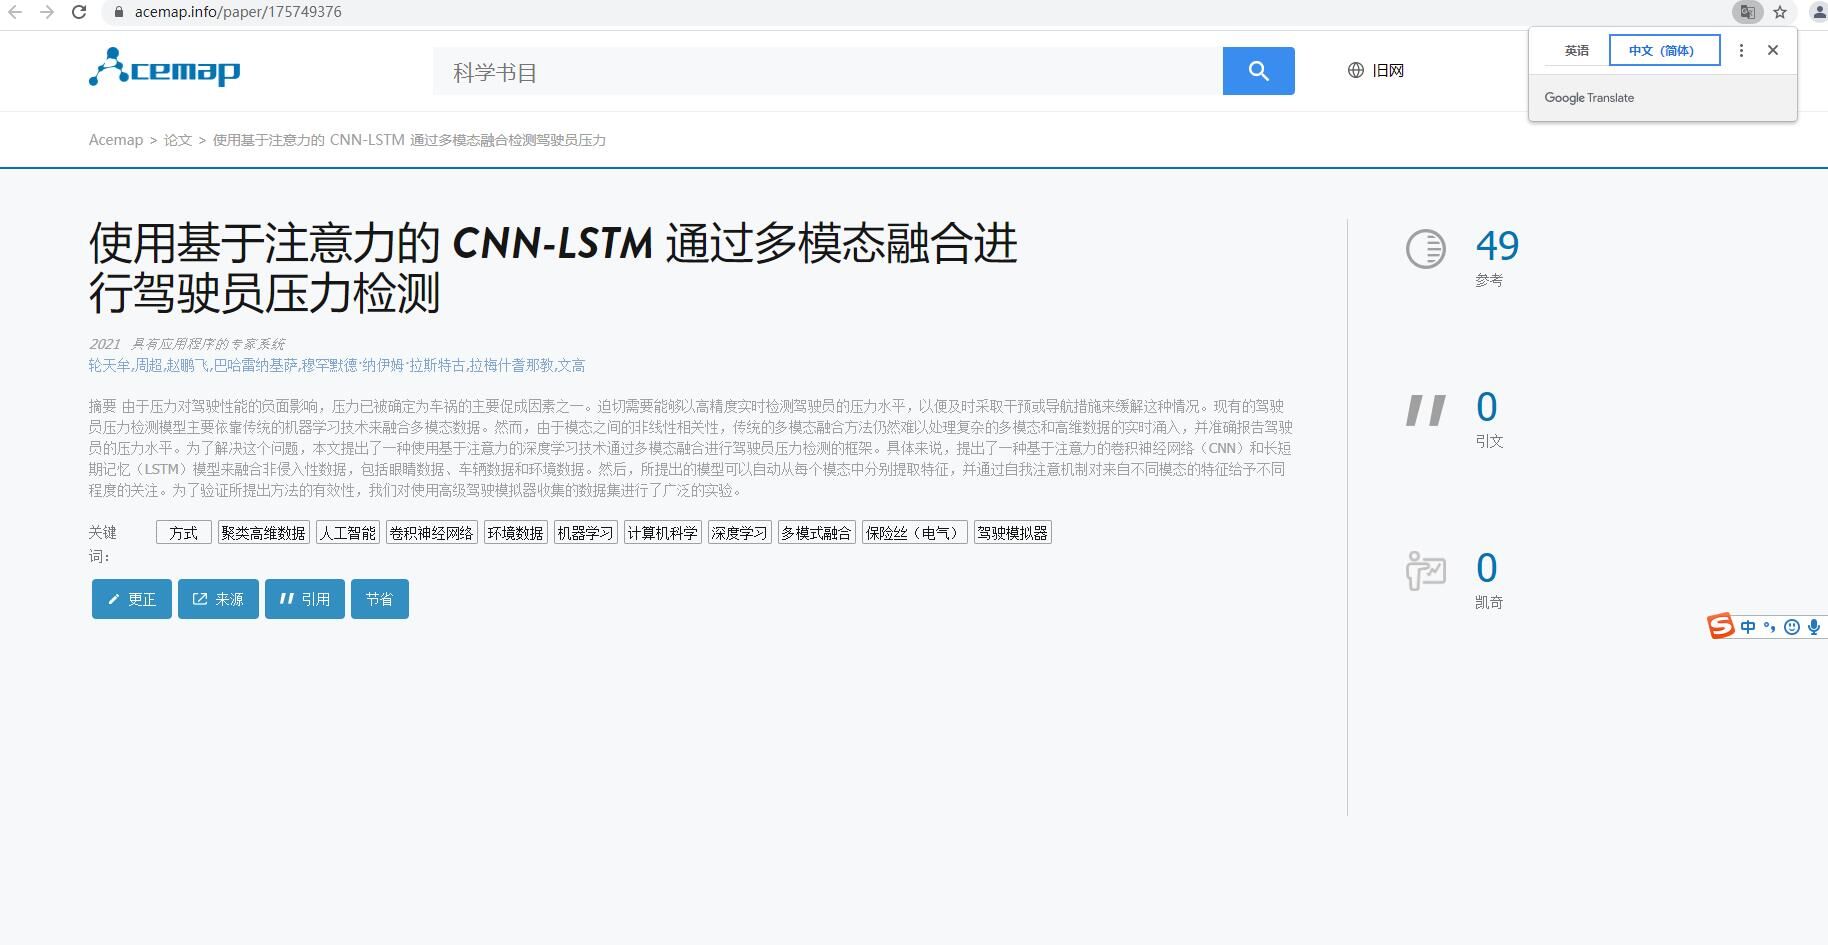 acemap.info/paper/175749376
英语
中文（简体）
Google Translate
Acemap
科学书目
旧网
Acemap > 论文 > 使用基于注意力的 CNN-LSTM 通过多模态融合检测驾驶员压力
使用基于注意力的 CNN-LSTM 通过多模态融合进
行驾驶员压力检测
2021 具有应用程序的专家系统
轮天牟,周超,赵鹏飞,巴哈雷纳基萨,穆罕默德·纳伊姆·拉斯特古,拉梅什耆那教,文高
摘要 由于压力对驾驶性能的负面影响，压力已被确定为车祸的主要促成因素之一。迫切需要能够以高精度实时检测驾驶员的压力水平，以便及时采取干预或导航措施来缓解这种情况。现有的驾驶
员压力检测模型主要依靠传统的机器学习技术来融合多模态数据。然而，由于模态之间的非线性相关性，传统的多模态融合方法仍然难以处理复杂的多模态和高维数据的实时涌入，并准确报告驾驶
员的压力水平。为了解决这个问题，本文提出了一种使用基于注意力的深度学习技术通过多模态融合进行驾驶员压力检测的框架。具体来说，提出了一种基于注意力的卷积神经网络（CNN）和长短
期记忆（LSTM）模型来融合非侵入性数据，包括眼睛数据、车辆数据和环境数据。然后，所提出的模型可以自动从每个模态中分别提取特征，并通过自我注意机制对来自不同模态的特征给予不同
程度的关注。为了验证所提出方法的有效性，我们对使用高级驾驶模拟器收集的数据集进行了广泛的实验。
关键
词：
方式 聚类高维数据 人工智能 卷积神经网络 环境数据 机器学习 计算机科学 深度学习 多模式融合 保险丝（电气） 驾驶模拟器
更正 来源 引用 节省
49
参考
0
引文
0
凯奇
S 中